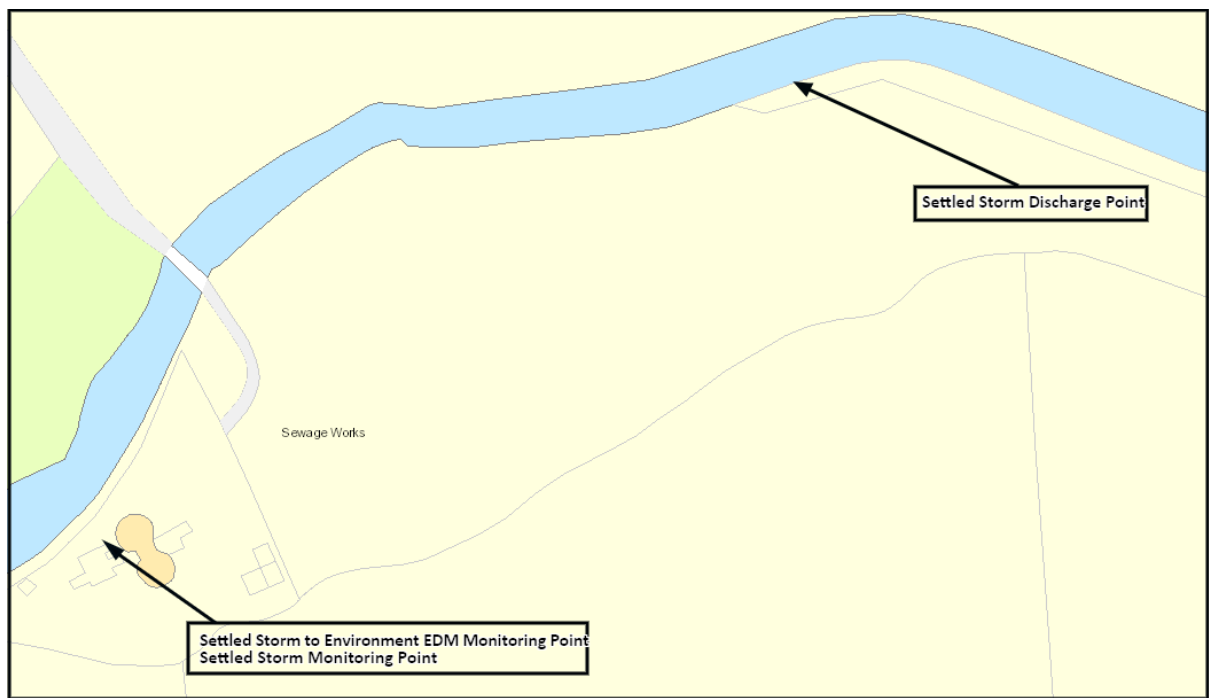 Settled Storm Discharge Point
Sewage Works
Settled Storm to Environment EDM Monitoring Point
Settled Storm Monitoring Point